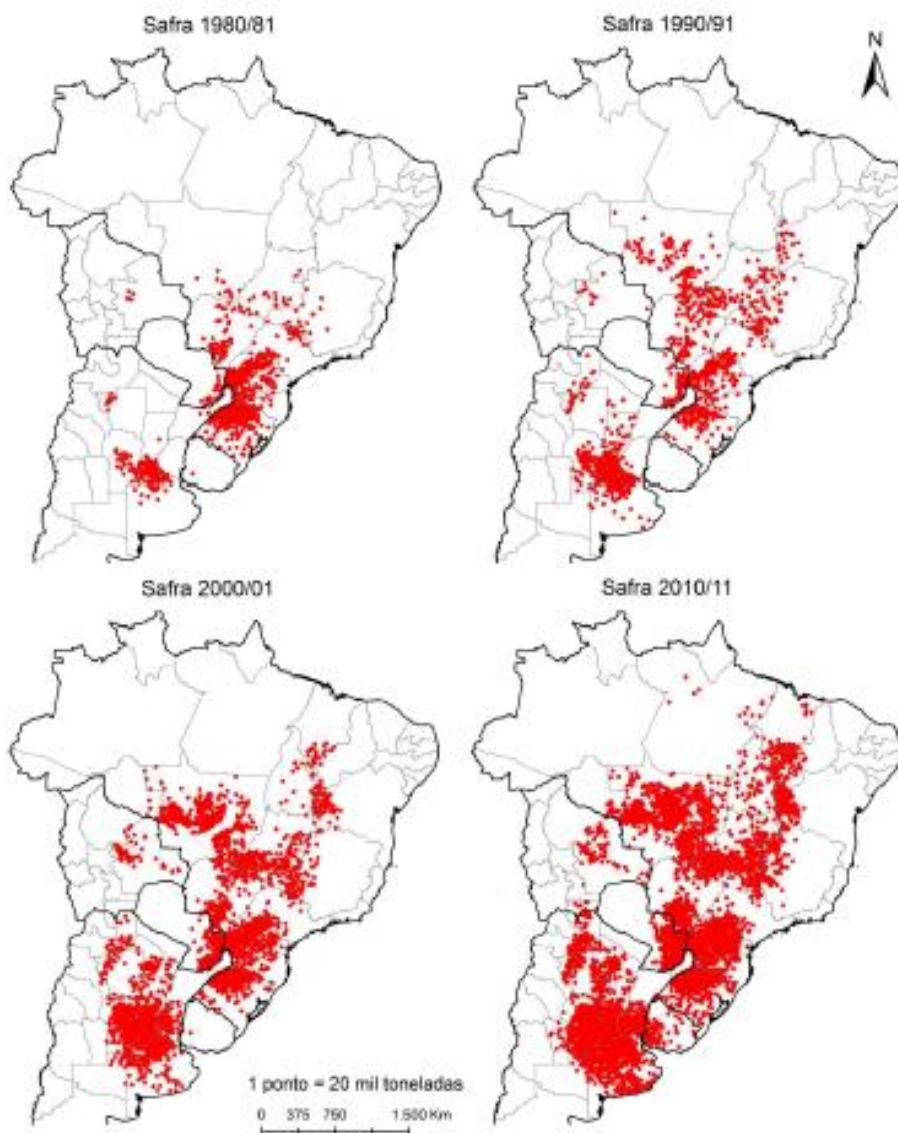 Safra 1980/81
Safra 1990/91
N
Safra 2000/01
Safra 2010/11
1 ponto = 20 mil toneladas
0 375 750 1.500 Km